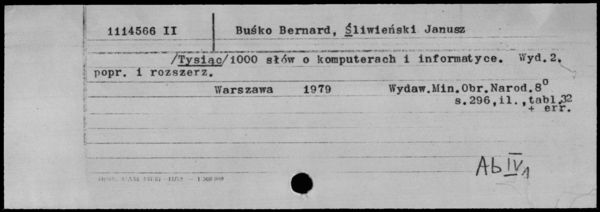 1114566 II
Buśko Bernard, Śliwieński Janusz
/Tysiąc/1000 słów o komputerach i informatyce. Wyd.2.
popr. i rozszerz.
Warszawa 1979 Wydaw.Min.Obr.Narod.8°
s.296,il.,tabl.32
+ err.
Ab IV 1